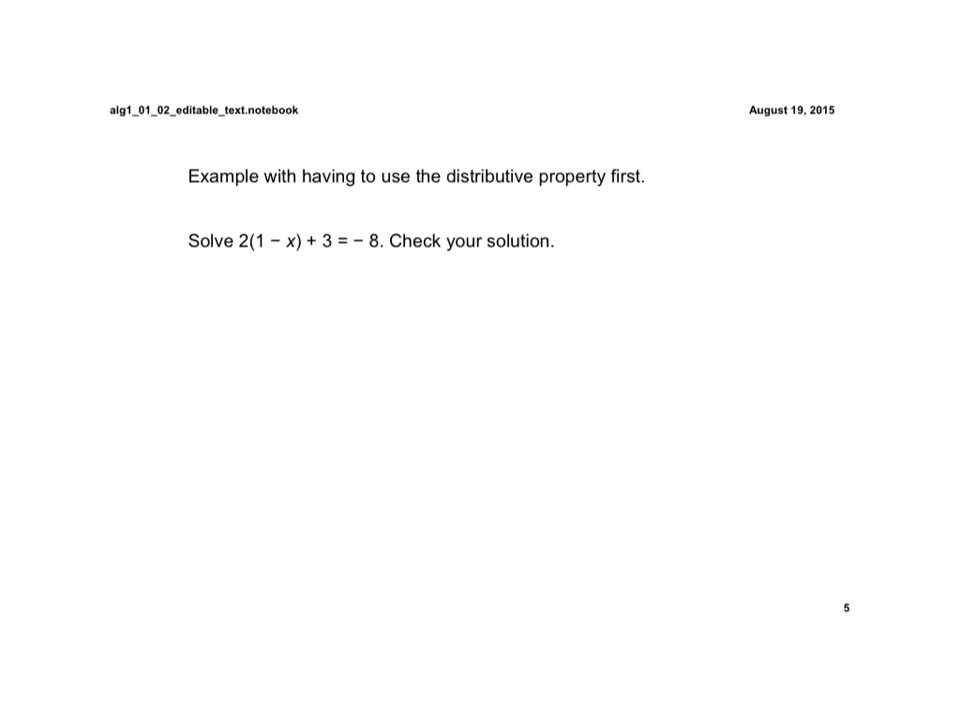 alg1_01_02_editable_text.notebook August 19, 2015
Example with having to use the distributive property first.
Solve 2(1 − x) + 3 = − 8. Check your solution.
5